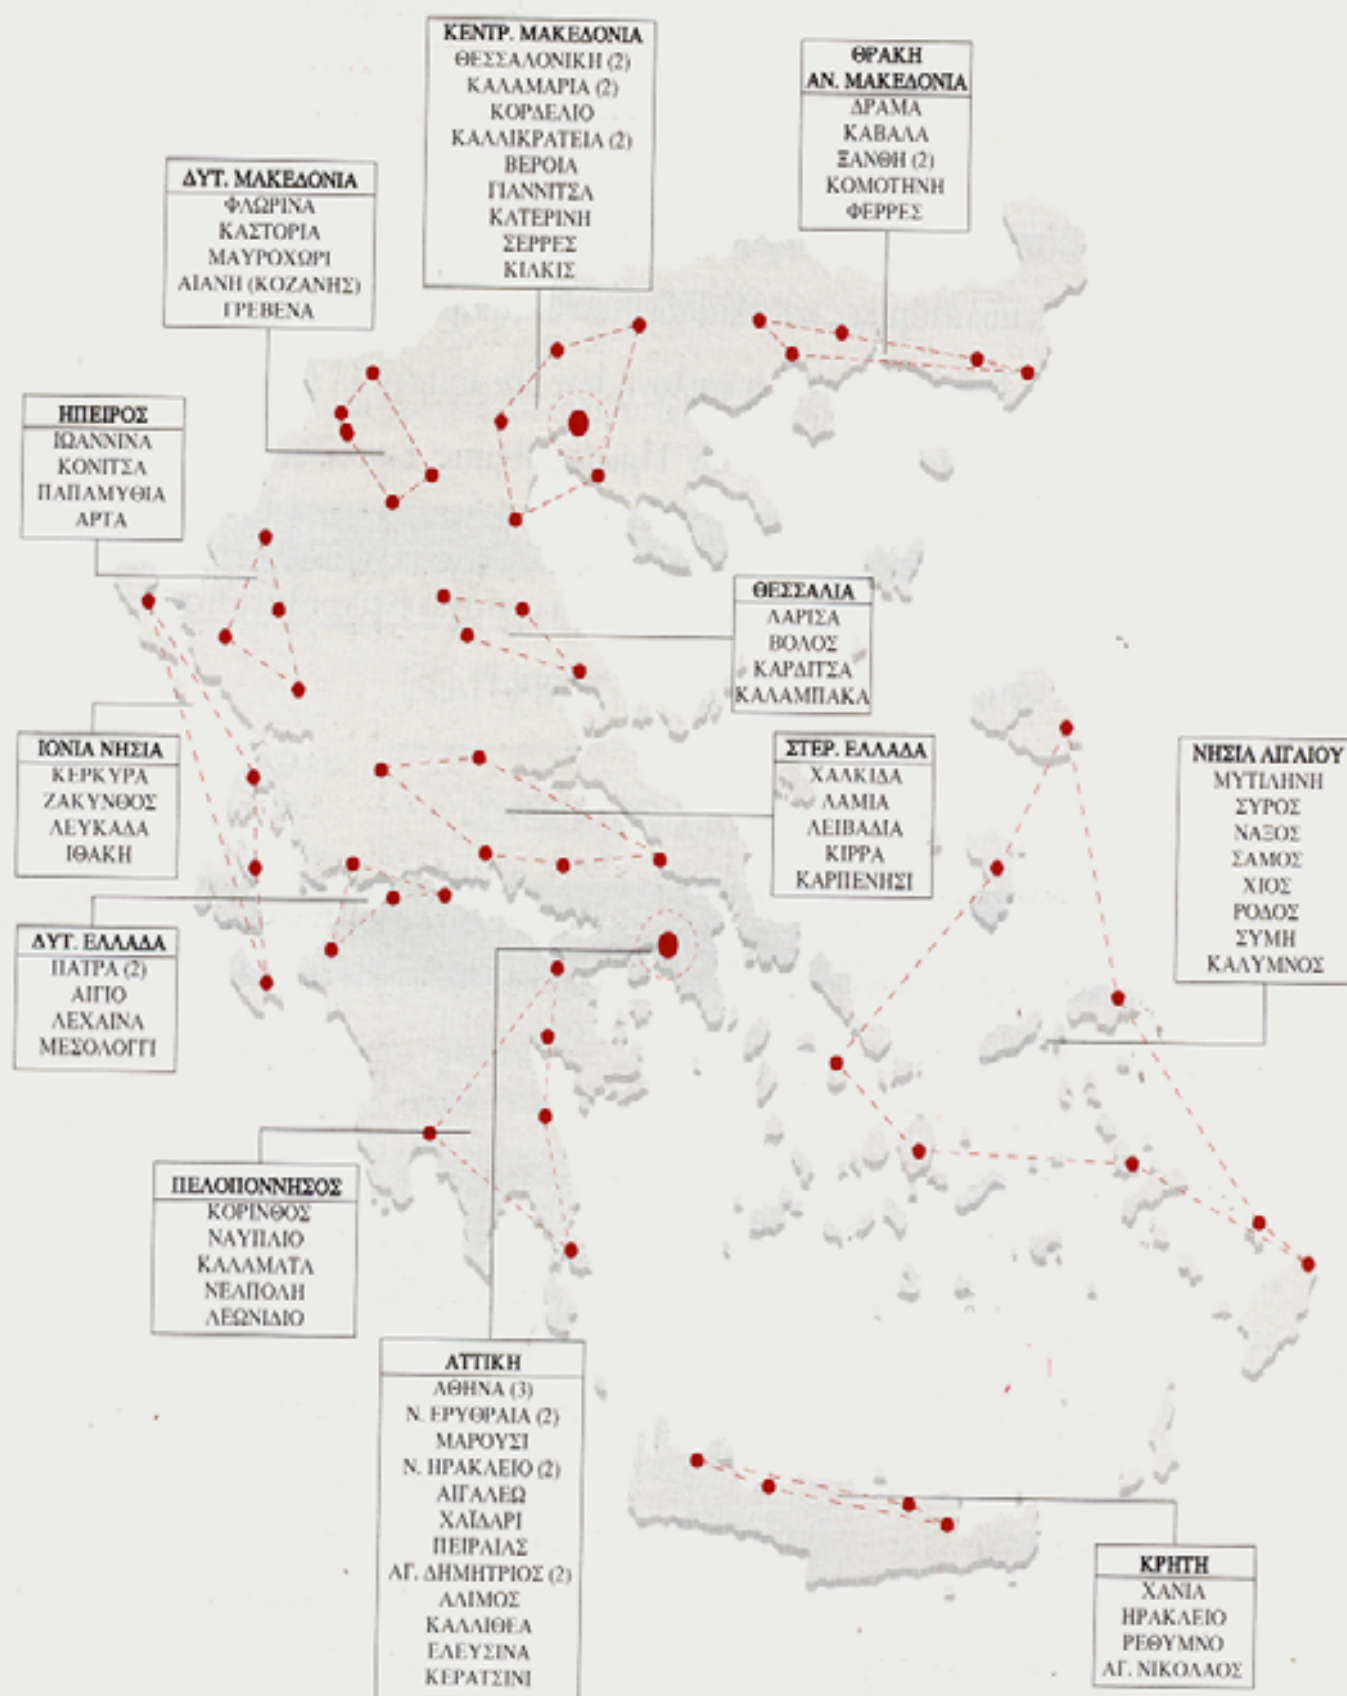 ΚΕΝΤΡ. ΜΑΚΕΔΟΝΙΑ
ΘΕΣΣΑΛΟΝΙΚΗ (2)
ΚΑΛΑΜΑΡΙΑ (2)
ΚΟΡΔΕΛΙΟ
ΚΑΛΛΙΚΡΑΤΕΙΑ (2)
ΒΕΡΟΙΑ
ΓΙΑΝΝΙΤΣΑ
ΚΑΤΕΡΙΝΗ
ΣΕΡΡΕΣ
ΚΙΛΚΙΣ
ΘΡΑΚΗ
ΑΝ. ΜΑΚΕΔΟΝΙΑ
ΔΡΑΜΑ
ΚΑΒΑΛΑ
ΞΑΝΘΗ (2)
ΚΟΜΟΤΗΝΗ
ΦΕΡΡΕΣ
ΔΥΤ. ΜΑΚΕΔΟΝΙΑ
ΦΛΩΡΙΝΑ
ΚΑΣΤΟΡΙΑ
ΜΑΥΡΟΧΩΡΙ
ΑΙΑΝΗ (ΚΟΖΑΝΗΣ)
ΓΡΕΒΕΝΑ
ΗΠΕΙΡΟΣ
ΙΩΑΝΝΙΝΑ
ΚΟΝΙΤΣΑ
ΠΑΠΑΜΥΘΙΑ
ΑΡΤΑ
ΘΕΣΣΑΛΙΑ
ΛΑΡΙΣΑ
ΒΟΛΟΣ
ΚΑΡΔΙΤΣΑ
ΚΑΛΑΜΠΑΚΑ
ΙΟΝΙΑ ΝΗΣΙΑ
ΚΕΡΚΥΡΑ
ΖΑΚΥΝΘΟΣ
ΛΕΥΚΑΔΑ
ΙΘΑΚΗ
ΣΤΕΡ. ΕΛΛΑΔΑ
ΧΑΛΚΙΔΑ
ΛΑΜΙΑ
ΛΕΙΒΑΔΙΑ
ΚΙΡΡΑ
ΚΑΡΠΕΝΗΣΙ
ΝΗΣΙΑ ΑΙΓΑΙΟΥ
ΜΥΤΙΛΗΝΗ
ΣΥΡΟΣ
ΝΑΞΟΣ
ΣΑΜΟΣ
ΧΙΟΣ
ΡΟΔΟΣ
ΣΥΜΗ
ΚΑΛΥΜΝΟΣ
ΔΥΤ. ΕΛΛΑΔΑ
ΠΑΤΡΑ (2)
ΑΙΓΙΟ
ΛΕΧΑΙΝΑ
ΜΕΣΟΛΟΓΓΙ
ΠΕΛΟΠΟΝΝΗΣΟΣ
ΚΟΡΙΝΘΟΣ
ΝΑΥΠΛΙΟ
ΚΑΛΑΜΑΤΑ
ΝΕΑΠΟΛΗ
ΛΕΩΝΙΔΙΟ
ΑΤΤΙΚΗ
ΑΘΗΝΑ (3)
Ν. ΕΡΥΘΡΑΙΑ (2)
ΜΑΡΟΥΣΙ
Ν. ΗΡΑΚΛΕΙΟ (2)
ΑΙΓΑΛΕΩ
ΧΑΪΔΑΡΙ
ΠΕΙΡΑΙΑΣ
ΑΓ. ΔΗΜΗΤΡΙΟΣ (2)
ΑΛΙΜΟΣ
ΚΑΛΛΙΘΕΑ
ΕΛΕΥΣΙΝΑ
ΚΕΡΑΤΣΙΝΙ
ΚΡΗΤΗ
ΧΑΝΙΑ
ΗΡΑΚΛΕΙΟ
ΡΕΘΥΜΝΟ
ΑΓ. ΝΙΚΟΛΑΟΣ